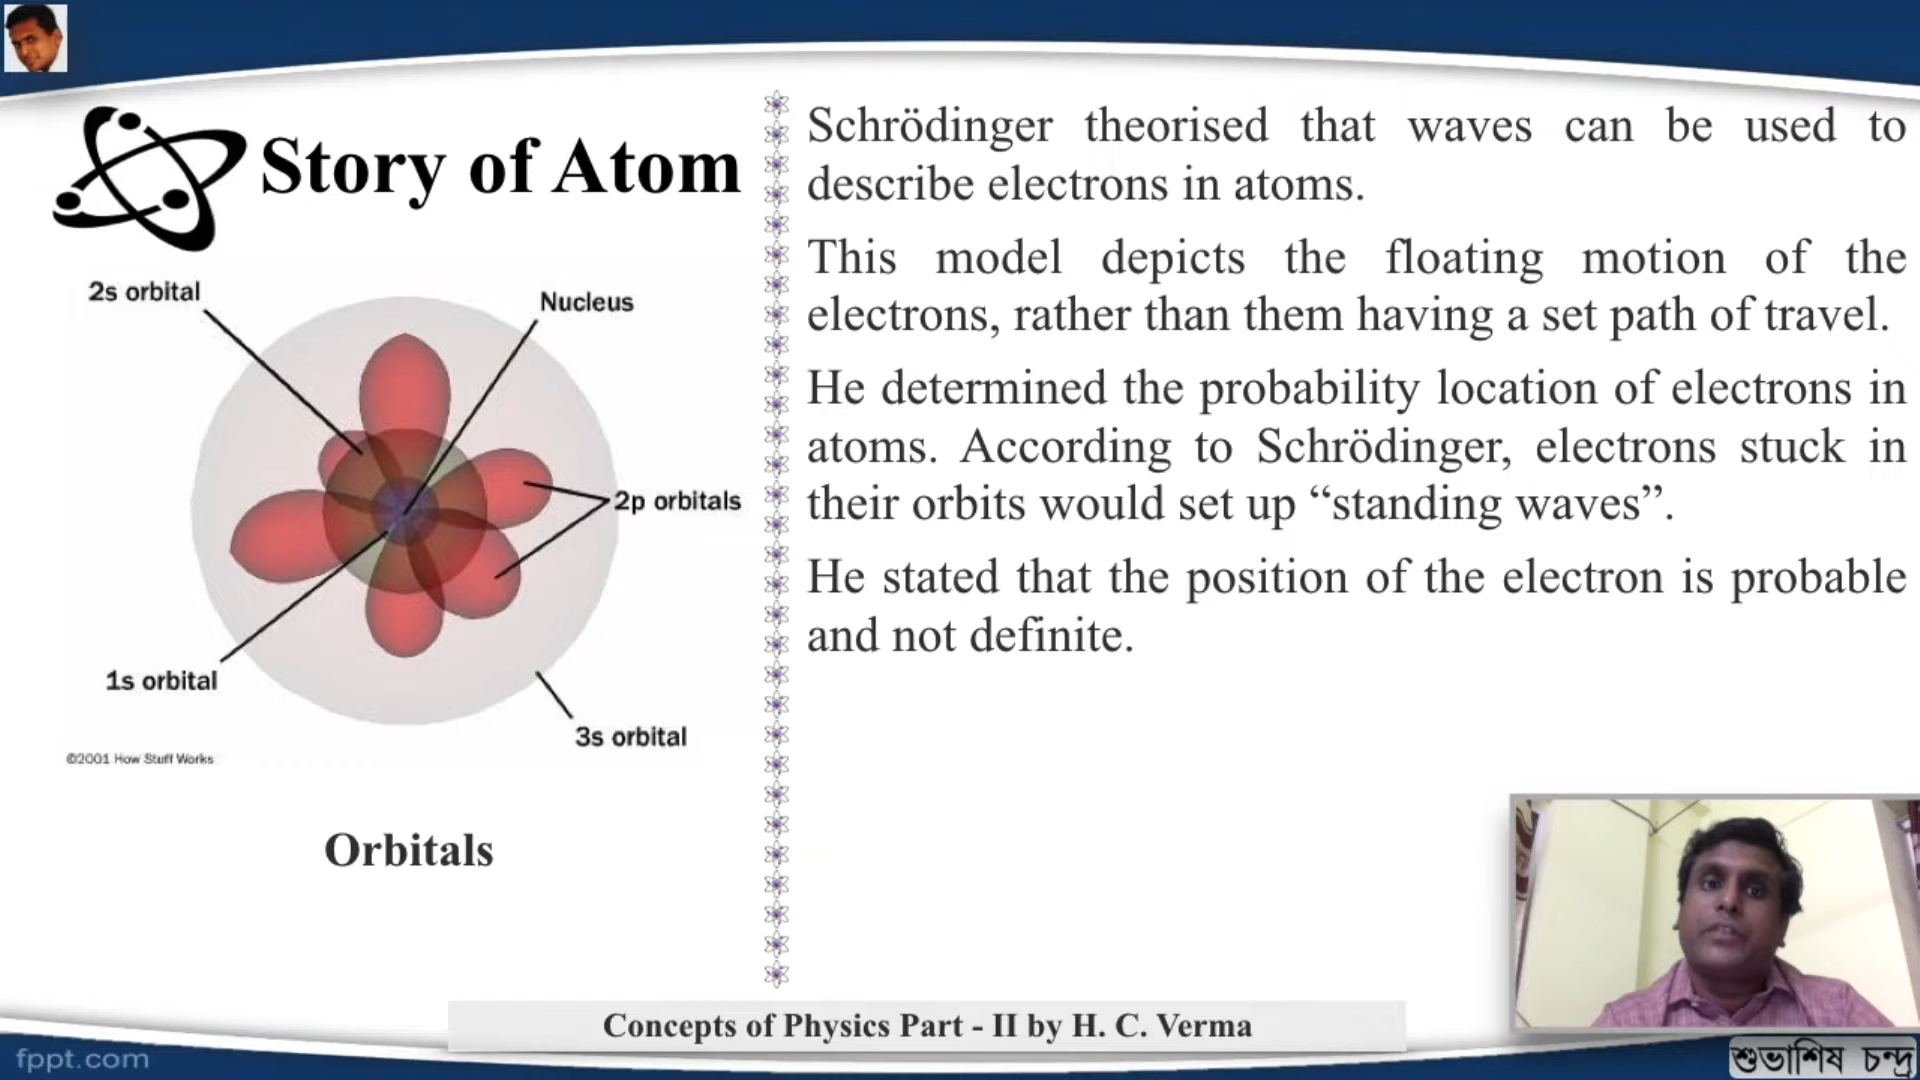 Story of Atom
2s orbital
Nucleus
2p orbitals
1s orbital
3s orbital
©2001 How Stuff Works
Orbitals
Schrödinger theorised that waves can be used to
describe electrons in atoms.
This model depicts the floating motion of the
electrons, rather than them having a set path of travel.
He determined the probability location of electrons in
atoms. According to Schrödinger, electrons stuck in
their orbits would set up “standing waves”.
He stated that the position of the electron is probable
and not definite.
Concepts of Physics Part - II by H. C. Verma
fppt.com
শুভাশিষ চন্দ্র